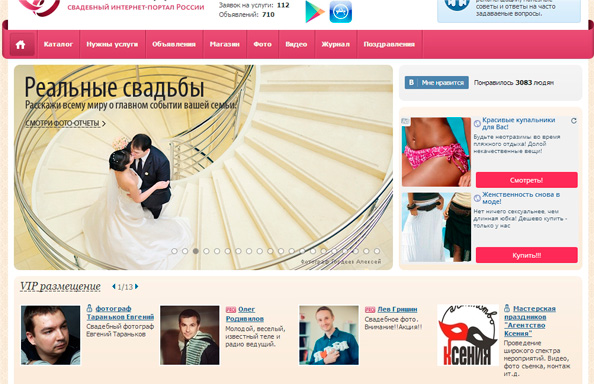 СВАДЕБНЫЙ ИНТЕРНЕТ-ПОРТАЛ РОССИИ
Заявок на услуги: 112
Объявлений: 710
советы и ответы на часто
задаваемые вопросы.
Каталог Нужны услуги Объявления Магазин Фото Видео Журнал Поздравления
Реальные свадьбы
Расскажи всему миру о главном событии вашей семьи.
СМОТРИ ФОТО-ОТЧЕТЫ >
Алексей
В Мне нравится Понравилось 3083 людям
Красивые купальники
для Вас!
Будьте неотразимы во время
пляжного отдыха! Долой
некачественные вещи!
Смотреть!
Женственность снова в
моде!
Нет ничего сексуальнее, чем
длинная юбка! Дешево купить -
только у нас
Купить!!!
VIP размещение 1/13
фотограф
Тараньков Евгений
Свадебный фотограф
Евгений Тараньков
Олег
Родивилов
Молодой, веселый,
известный теле и
радио ведущий.
Лев Гришин
Свадебное фото.
Внимание!!Акция!!
ксения
Мастерская
праздников
"Агентство
Ксения"
Проведение
широкого спектра
мероприятий. Видео,
фото съемка, монтаж
ит.д.